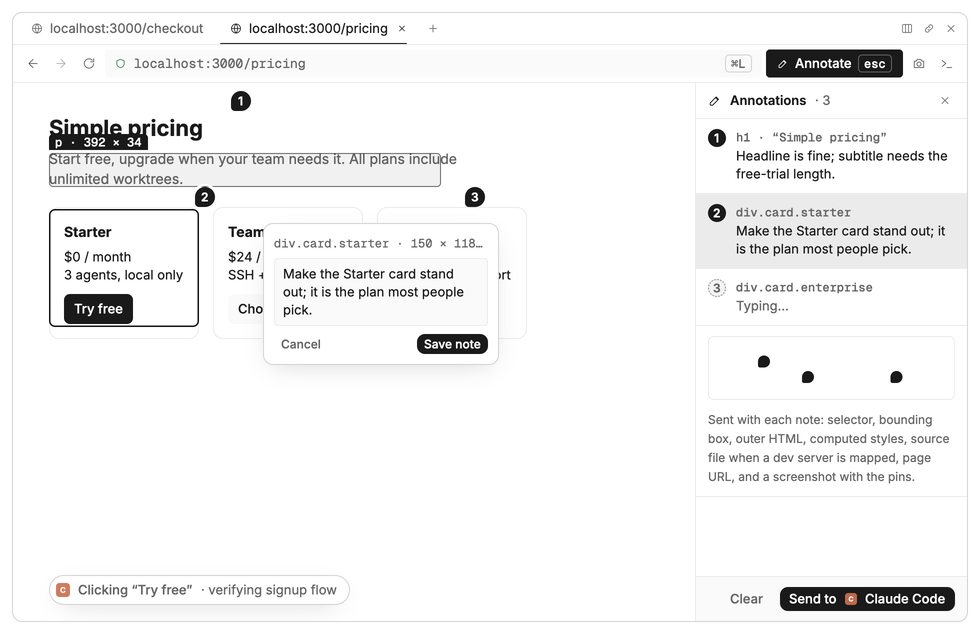 localhost:3000/checkout
localhost:3000/pricing
localhost:3000/pricing
⌘L
Annotate esc
1
Simple pricing
p · 392 × 34
Start free, upgrade when your team needs it. All plans include
unlimited worktrees.
2
3
Starter
$0 / month
3 agents, local only
Try free
Team
$24 /
SSH +
Cho
div.card.starter · 150 × 118…
Make the Starter card stand
out; it is the plan most people
pick.
Cancel
Save note
C Clicking “Try free” · verifying signup flow
Annotations · 3
1 h1 · “Simple pricing”
Headline is fine; subtitle needs the
free-trial length.
2 div.card.starter
Make the Starter card stand out; it
is the plan most people pick.
3 div.card.enterprise
Typing…
Sent with each note: selector, bounding
box, outer HTML, computed styles, source
file when a dev server is mapped, page
URL, and a screenshot with the pins.
Clear
Send to C Claude Code